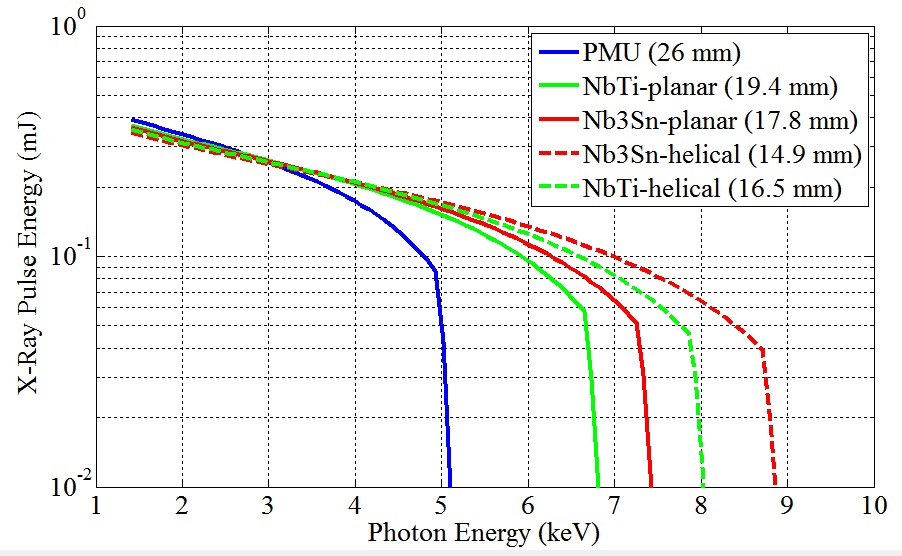 10^0
10^-1
10^-2
X-Ray Pulse Energy (mJ)
PMU (26 mm)
NbTi-planar (19.4 mm)
Nb3Sn-planar (17.8 mm)
Nb3Sn-helical (14.9 mm)
NbTi-helical (16.5 mm)
1 2 3 4 5 6 7 8 9 10
Photon Energy (keV)